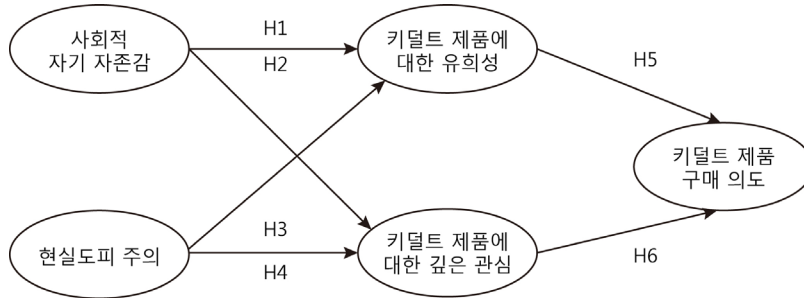 사회적
자기 자존감
H1
H2
키덜트 제품에
대한 유희성
H5
키덜트 제품
구매 의도
현실도피 주의
H3
H4
키덜트 제품에
대한 깊은 관심
H6